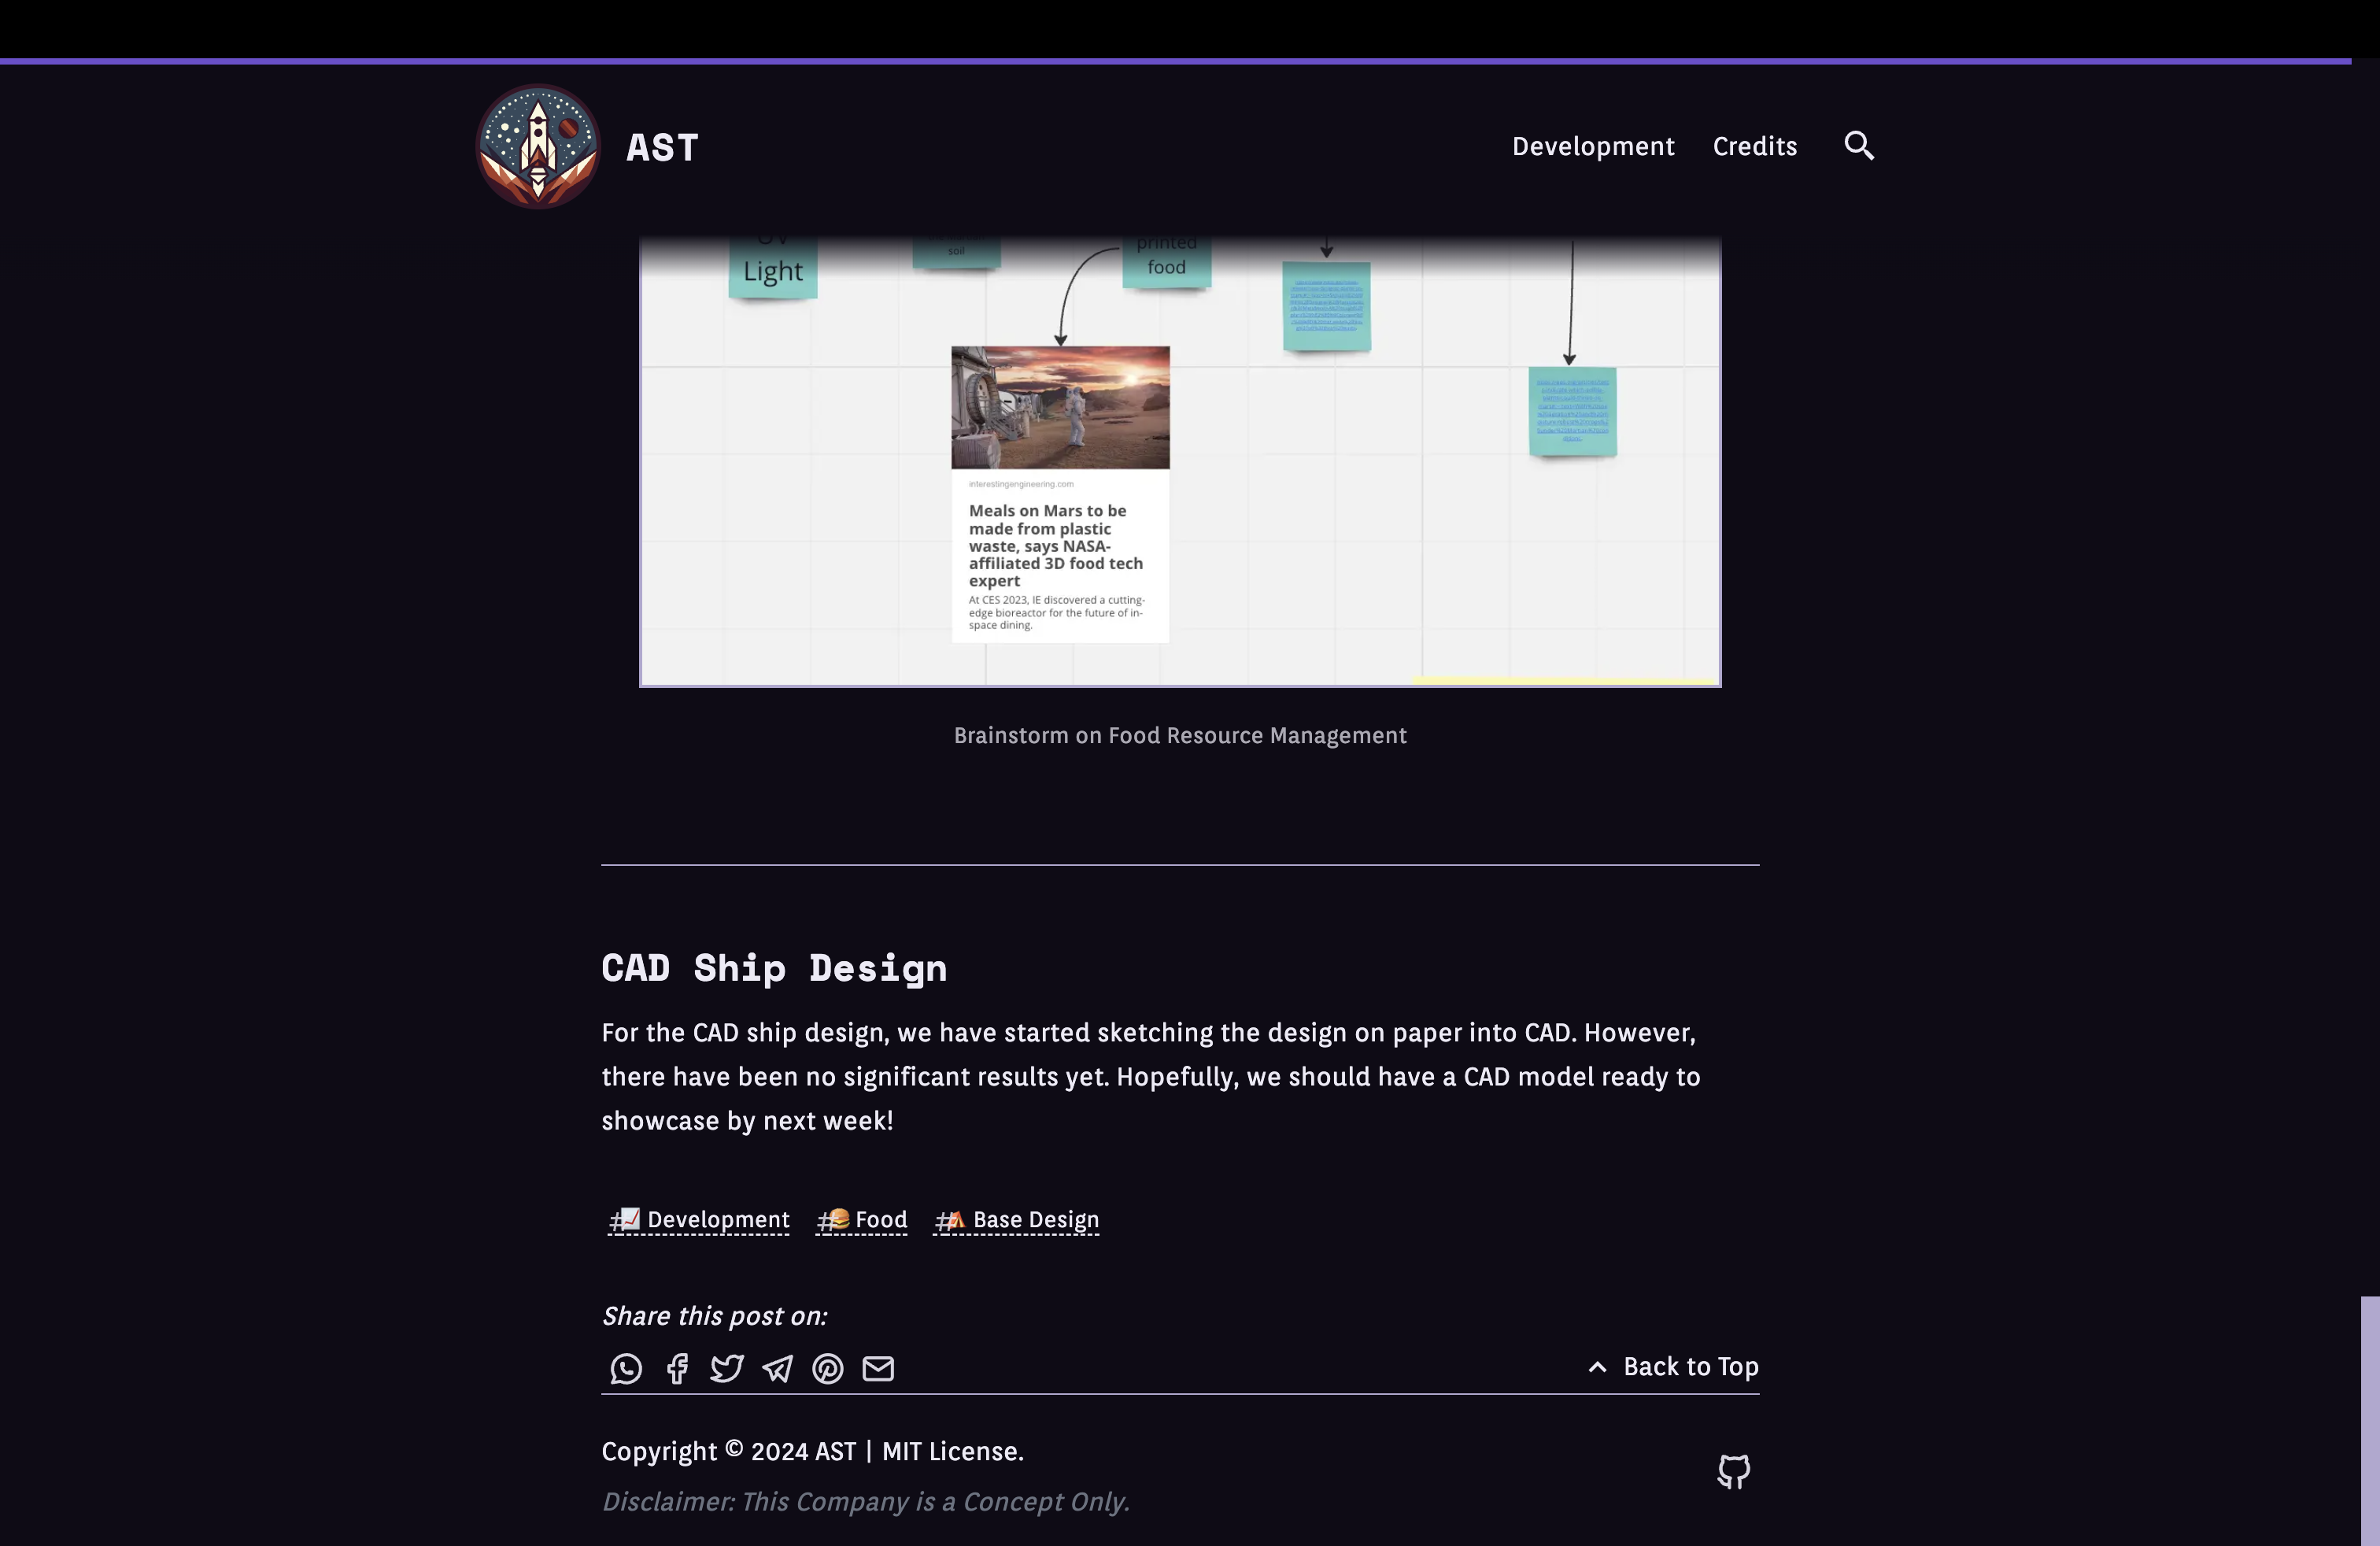 AST
Development Credits
Light
soil
printed
food
interestingengineering.com
Meals on Mars to be
made from plastic
waste, says NASA-
affiliated 3D food tech
expert
At CES 2023, IE discovered a cutting-
edge bioreactor for the future of in-
space dining.
Brainstorm on Food Resource Management
CAD Ship Design
For the CAD ship design, we have started sketching the design on paper into CAD. However,
there have been no significant results yet. Hopefully, we should have a CAD model ready to
showcase by next week!
#📈 Development #🍔 Food #⛺ Base Design
Share this post on:
Back to Top
Copyright © 2024 AST | MIT License.
Disclaimer: This Company is a Concept Only.